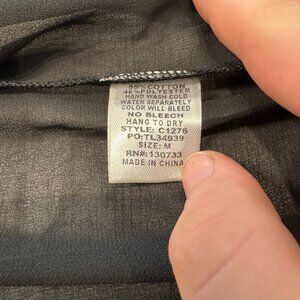 55% COTTON
45% POLYESTER
HAND WASH COLD
WATER SEPARATELY
COLOR WILL BLEED
NO BLEECH
HANG TO DRY
STYLE: C1276
PO:TL34939
SIZE: M
RN#: 130733
MADE IN CHINA